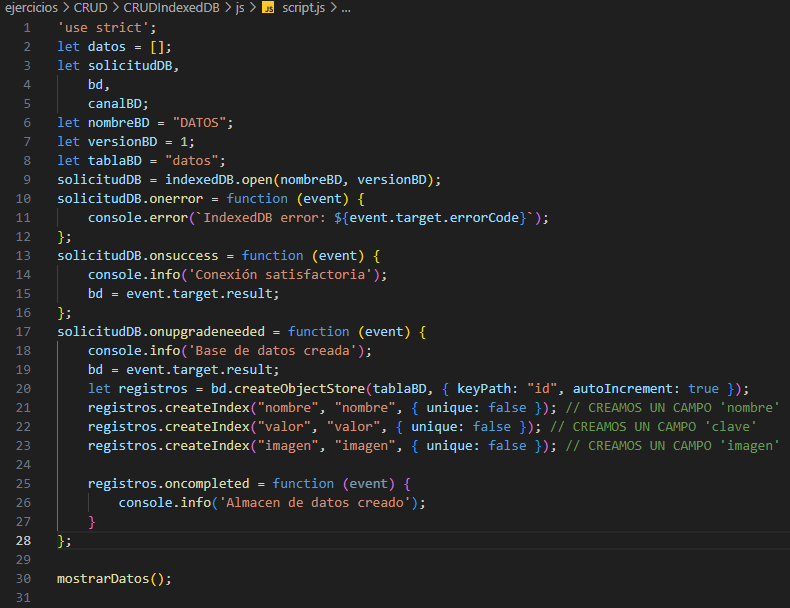 ejercicios > CRUD > CRUDIndexedDB > js > JS script.js > ...
1 'use strict';
2 let datos = [];
3 let solicitudDB,
4     bd,
5     canalBD;
6 let nombreBD = "DATOS";
7 let versionBD = 1;
8 let tablaBD = "datos";
9 solicitudDB = indexedDB.open(nombreBD, versionBD);
10 solicitudDB.onerror = function (event) {
11     console.error(`IndexedDB error: ${event.target.errorCode}`);
12 };
13 solicitudDB.onsuccess = function (event) {
14     console.info('Conexión satisfactoria');
15     bd = event.target.result;
16 };
17 solicitudDB.onupgradeneeded = function (event) {
18     console.info('Base de datos creada');
19     bd = event.target.result;
20     let registros = bd.createObjectStore(tablaBD, { keyPath: "id", autoIncrement: true });
21     registros.createIndex("nombre", "nombre", { unique: false }); // CREAMOS UN CAMPO 'nombre'
22     registros.createIndex("valor", "valor", { unique: false }); // CREAMOS UN CAMPO 'clave'
23     registros.createIndex("imagen", "imagen", { unique: false }); // CREAMOS UN CAMPO 'imagen'
24
25     registros.oncompleted = function (event) {
26         console.info('Almacen de datos creado');
27     }
28 };
29
30 mostrarDatos();
31